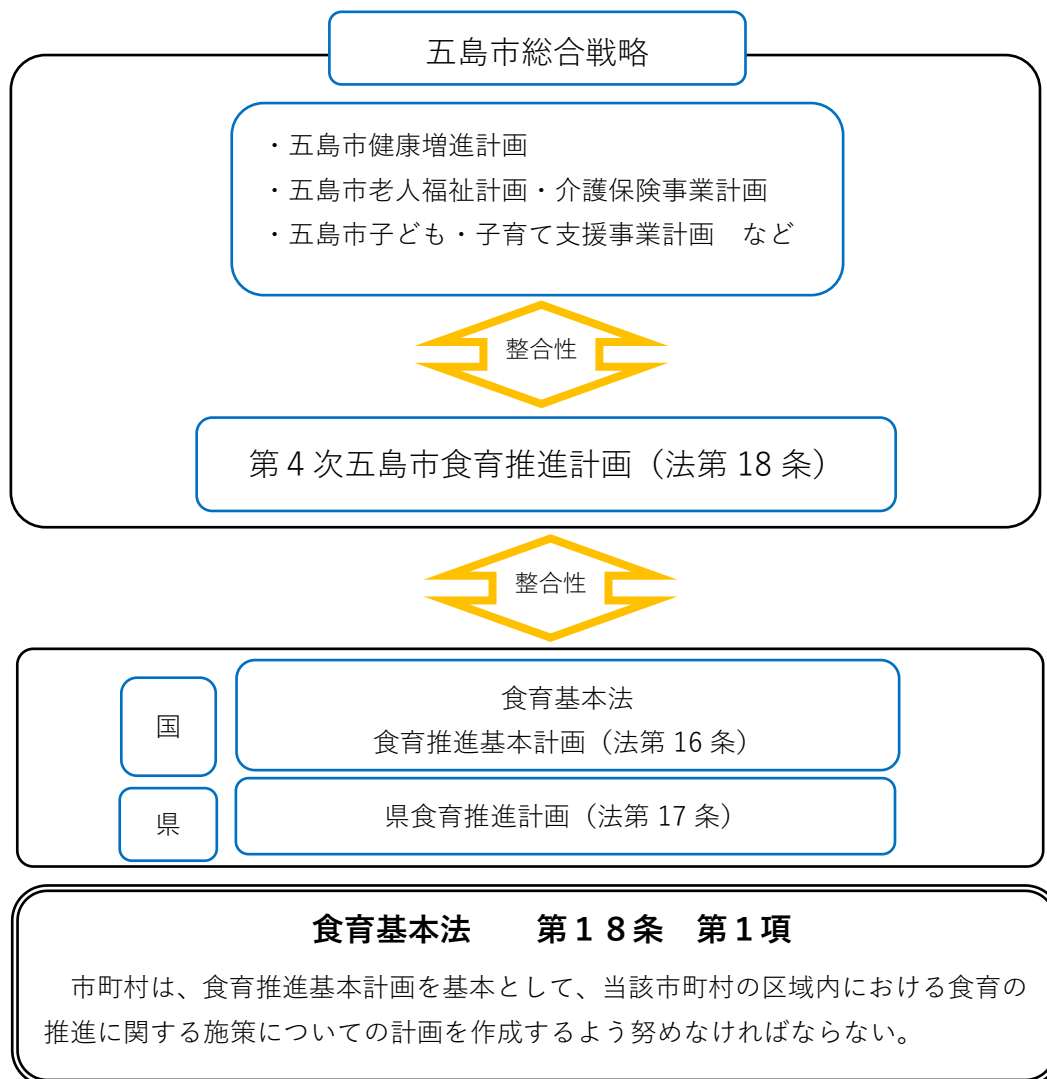 五島市総合戦略
・五島市健康増進計画
・五島市老人福祉計画・介護保険事業計画
・五島市子ども・子育て支援事業計画　など
整合性
第４次五島市食育推進計画（法第 18 条）
整合性
国
食育基本法
食育推進基本計画（法第 16 条）
県
県食育推進計画（法第 17 条）
食育基本法　　第１８条　第１項
　市町村は、食育推進基本計画を基本として、当該市町村の区域内における食育の
推進に関する施策についての計画を作成するよう努めなければならない。